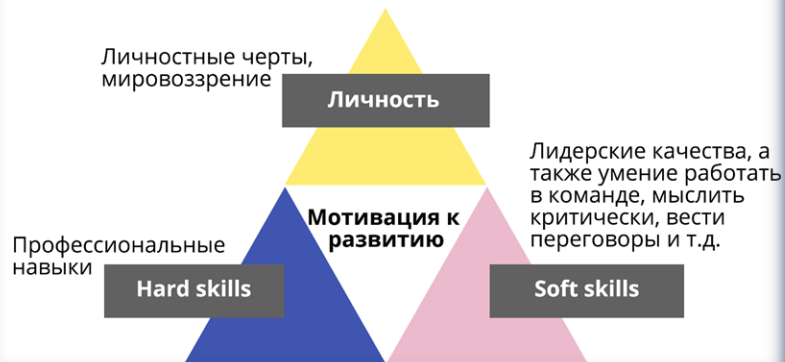 Личностные черты,
мировоззрение
Личность
Лидерские качества, а
также умение работать
в команде, мыслить
критически, вести
переговоры и т.д.
Мотивация к
развитию
Профессиональные
навыки
Hard skills
Soft skills